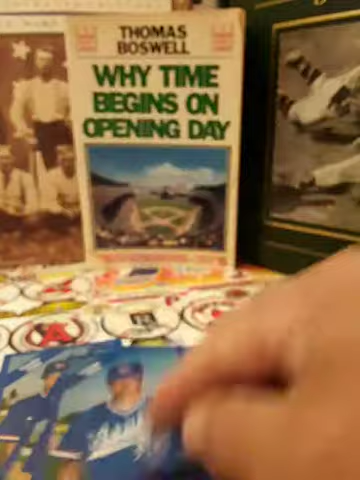 THOMAS
BOSWELL
WHY TIME
BEGINS ON
OPENING DAY